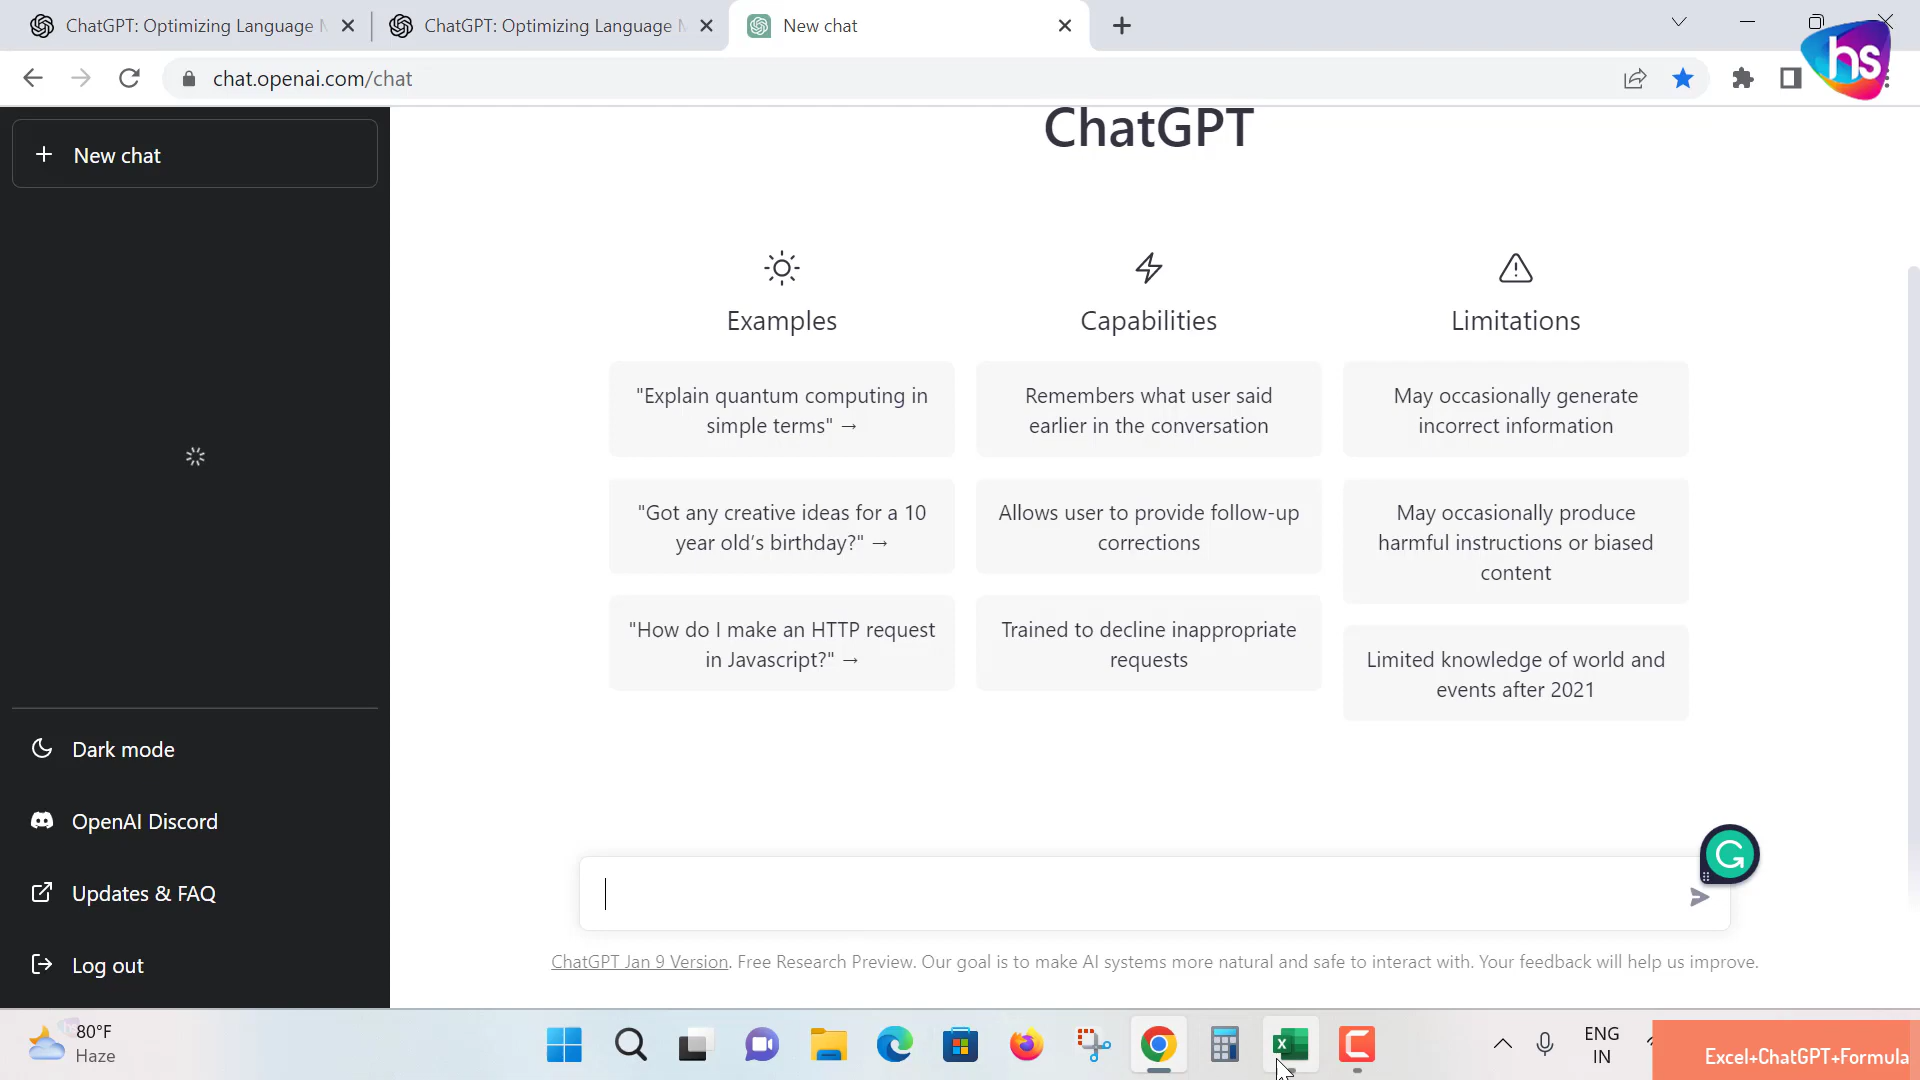 ChatGPT: Optimizing Language
ChatGPT: Optimizing Language
New chat
hs
chat.openai.com/chat
New chat
ChatGPT
Examples
Capabilities
Limitations
"Explain quantum computing in
simple terms" →
Remembers what user said
earlier in the conversation
May occasionally generate
incorrect information
"Got any creative ideas for a 10
year old's birthday?" →
Allows user to provide follow-up
corrections
May occasionally produce
harmful instructions or biased
content
"How do I make an HTTP request
in Javascript?" →
Trained to decline inappropriate
requests
Limited knowledge of world and
events after 2021
Dark mode
OpenAI Discord
Updates & FAQ
Log out
ChatGPT Jan 9 Version. Free Research Preview. Our goal is to make AI systems more natural and safe to interact with. Your feedback will help us improve.
80°F
Haze
ENG
IN
Excel+ChatGPT+Formula